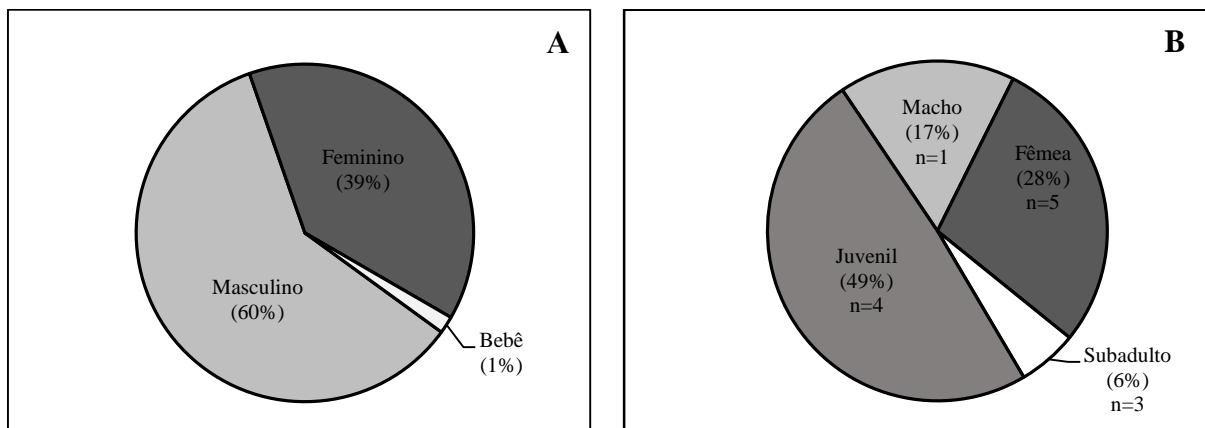 A
Feminino
(39%)
Masculino
(60%)
Bebê
(1%)
B
Macho
(17%)
n=1
Fêmea
(28%)
n=5
Juvenil
(49%)
n=4
Subadulto
(6%)
n=3